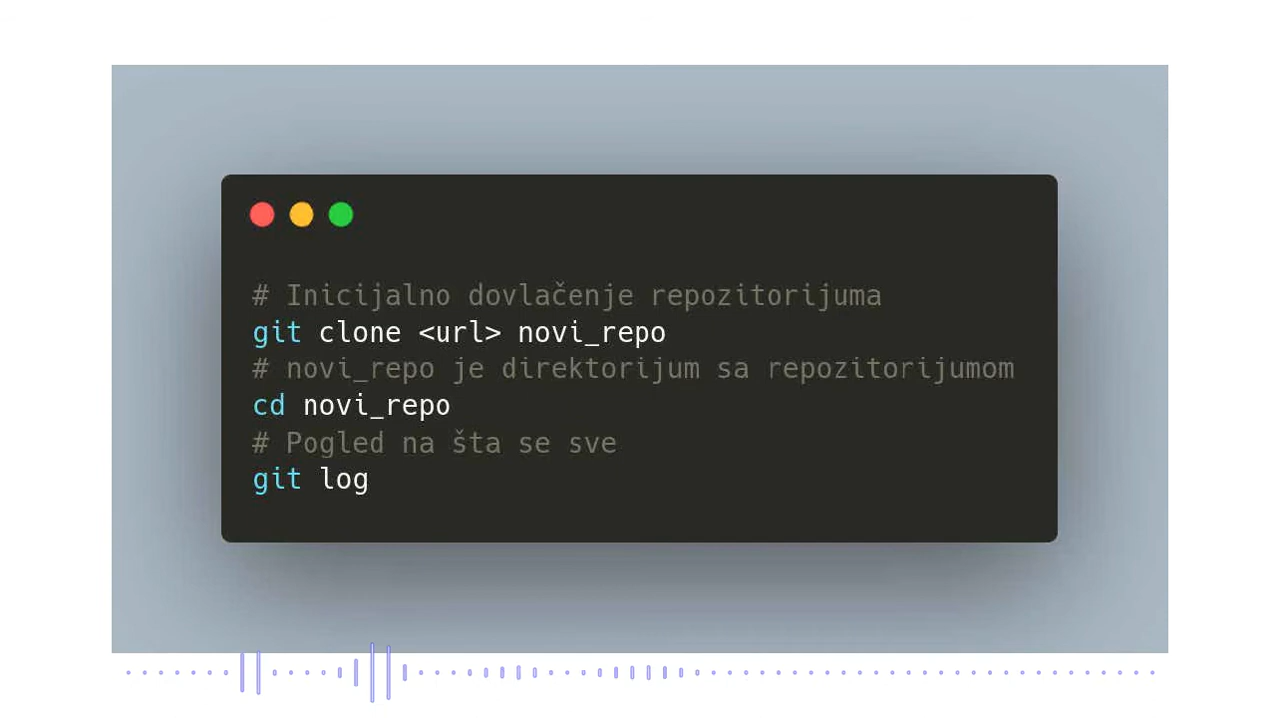 # Inicijalno dovlačenje repozitorijuma
git clone <url> novi_repo
# novi_repo je direktorijum sa repozitorijumom
cd novi_repo
# Pogled na šta se sve
git log